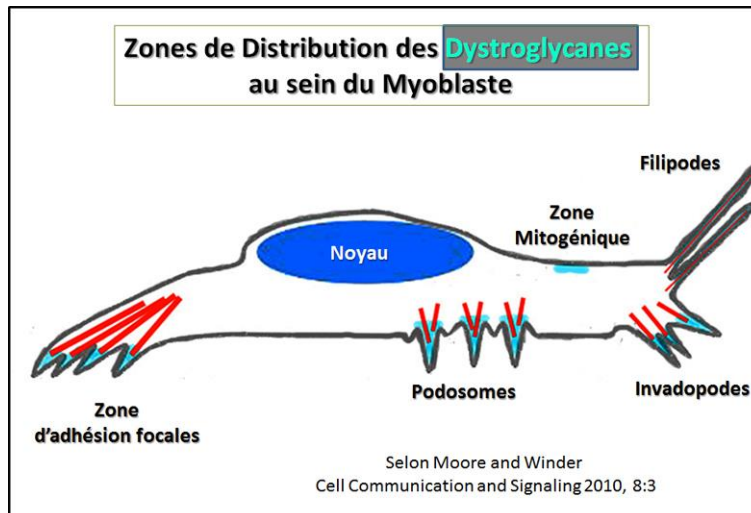 Zones de Distribution des Dystroglycanes
au sein du Myoblaste
Filipodes
Zone
Mitogénique
Noyau
Podosomes
Invadopodes
Zone
d'adhésion focales
Selon Moore and Winder
Cell Communication and Signaling 2010, 8:3